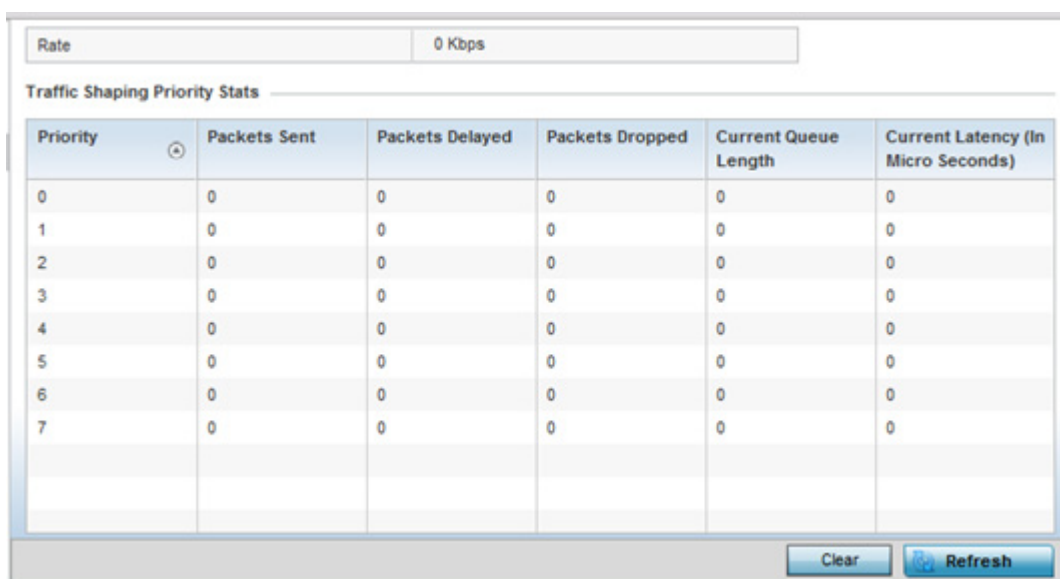 Rate 0 Kbps
Traffic Shaping Priority Stats
Priority Packets Sent Packets Delayed Packets Dropped Current Queue Length Current Latency (In Micro Seconds)
0 0 0 0 0 0
1 0 0 0 0 0
2 0 0 0 0 0
3 0 0 0 0 0
4 0 0 0 0 0
5 0 0 0 0 0
6 0 0 0 0 0
7 0 0 0 0 0
Clear Refresh